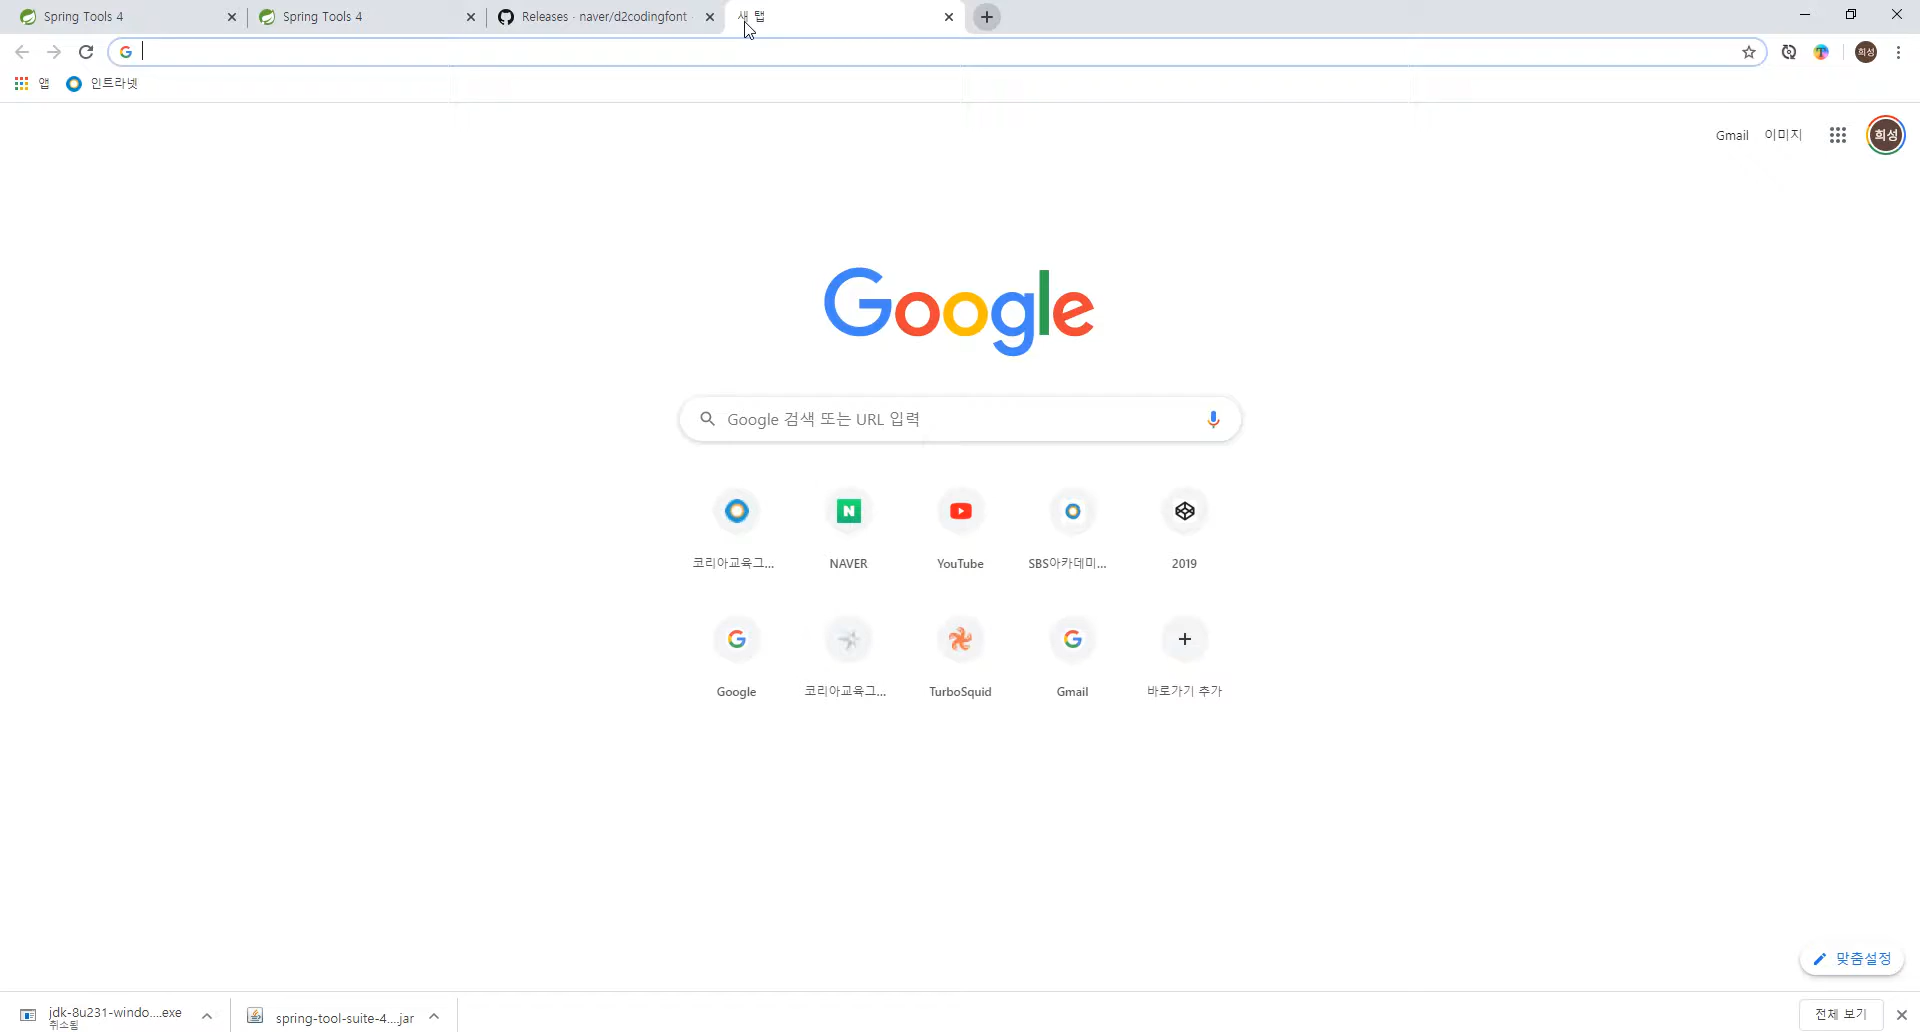 Spring Tools 4
Spring Tools 4
Releases · naver/d2codingfont
새 탭
앱
인트라넷
희성
Gmail
이미지
희성
Google
Google 검색 또는 URL 입력
코리아교육그...
NAVER
YouTube
SBS아카데미...
2019
Google
코리아교육그...
TurboSquid
Gmail
바로가기 추가
맞춤설정
jdk-8u231-windo....exe
취소됨
spring-tool-suite-4....jar
전체 보기